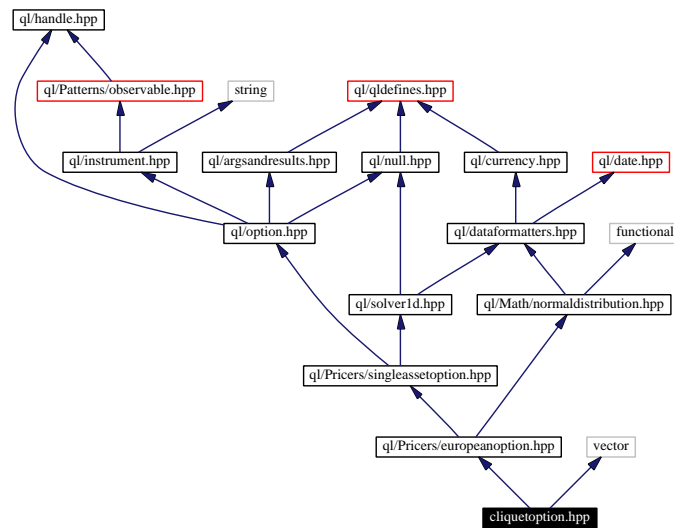 ql/handle.hpp
ql/Patterns/observable.hpp
string
ql/qldefines.hpp
ql/instrument.hpp
ql/argsandresults.hpp
ql/null.hpp
ql/currency.hpp
ql/date.hpp
ql/option.hpp
ql/dataformatters.hpp
functional
ql/solver1d.hpp
ql/Math/normaldistribution.hpp
ql/Pricers/singleassetoption.hpp
ql/Pricers/europeanoption.hpp
vector
cliquetoption.hpp